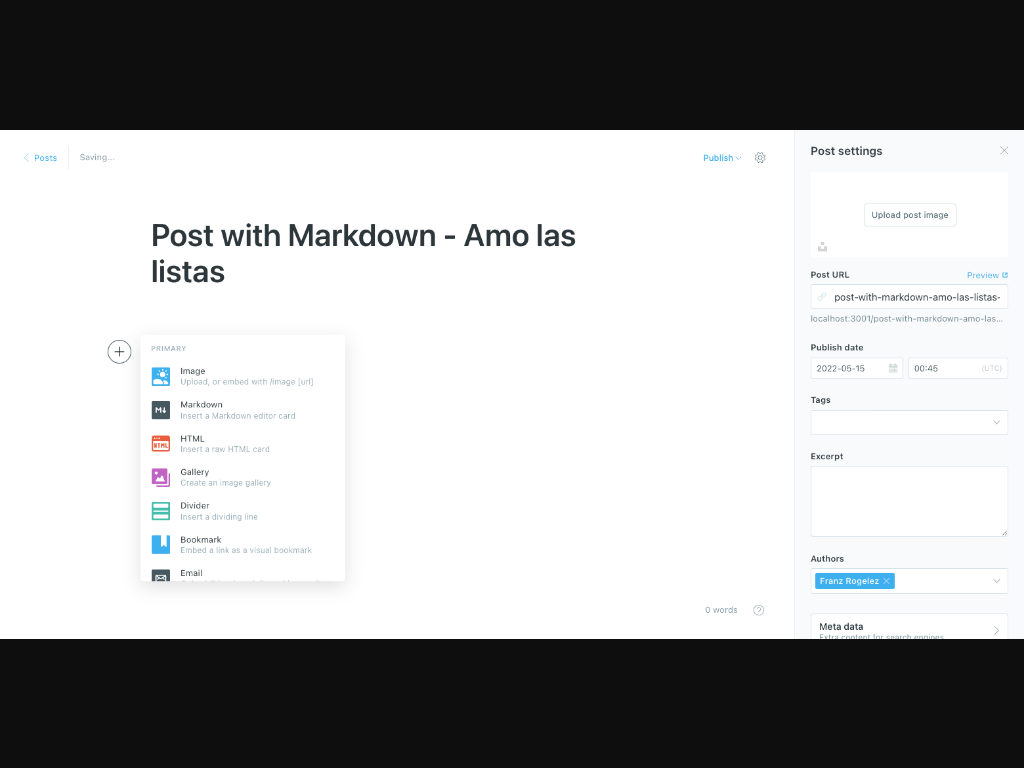 Posts
Saving...
Publish
Post settings
Upload post image
Post with Markdown - Amo las
listas
Post URL
Preview
post-with-markdown-amo-las-listas-
localhost:3001/post-with-markdown-amo-las...
Publish date
2022-05-15
00:45
(UTC)
Tags
Excerpt
Authors
Franz Rogelez
Meta data
Extra content for search engines
PRIMARY
Image
Upload, or embed with /image [url]
M↓
Markdown
Insert a Markdown editor card
HTML
HTML
Insert a raw HTML card
Gallery
Create an image gallery
Divider
Insert a dividing line
Bookmark
Embed a link as a visual bookmark
Email
0 words
?